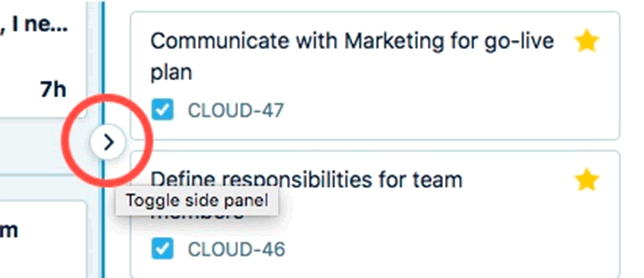 , I ne...
7h
m
Communicate with Marketing for go-live
plan
CLOUD-47
Define responsibilities for team
members
CLOUD-46
Toggle side panel